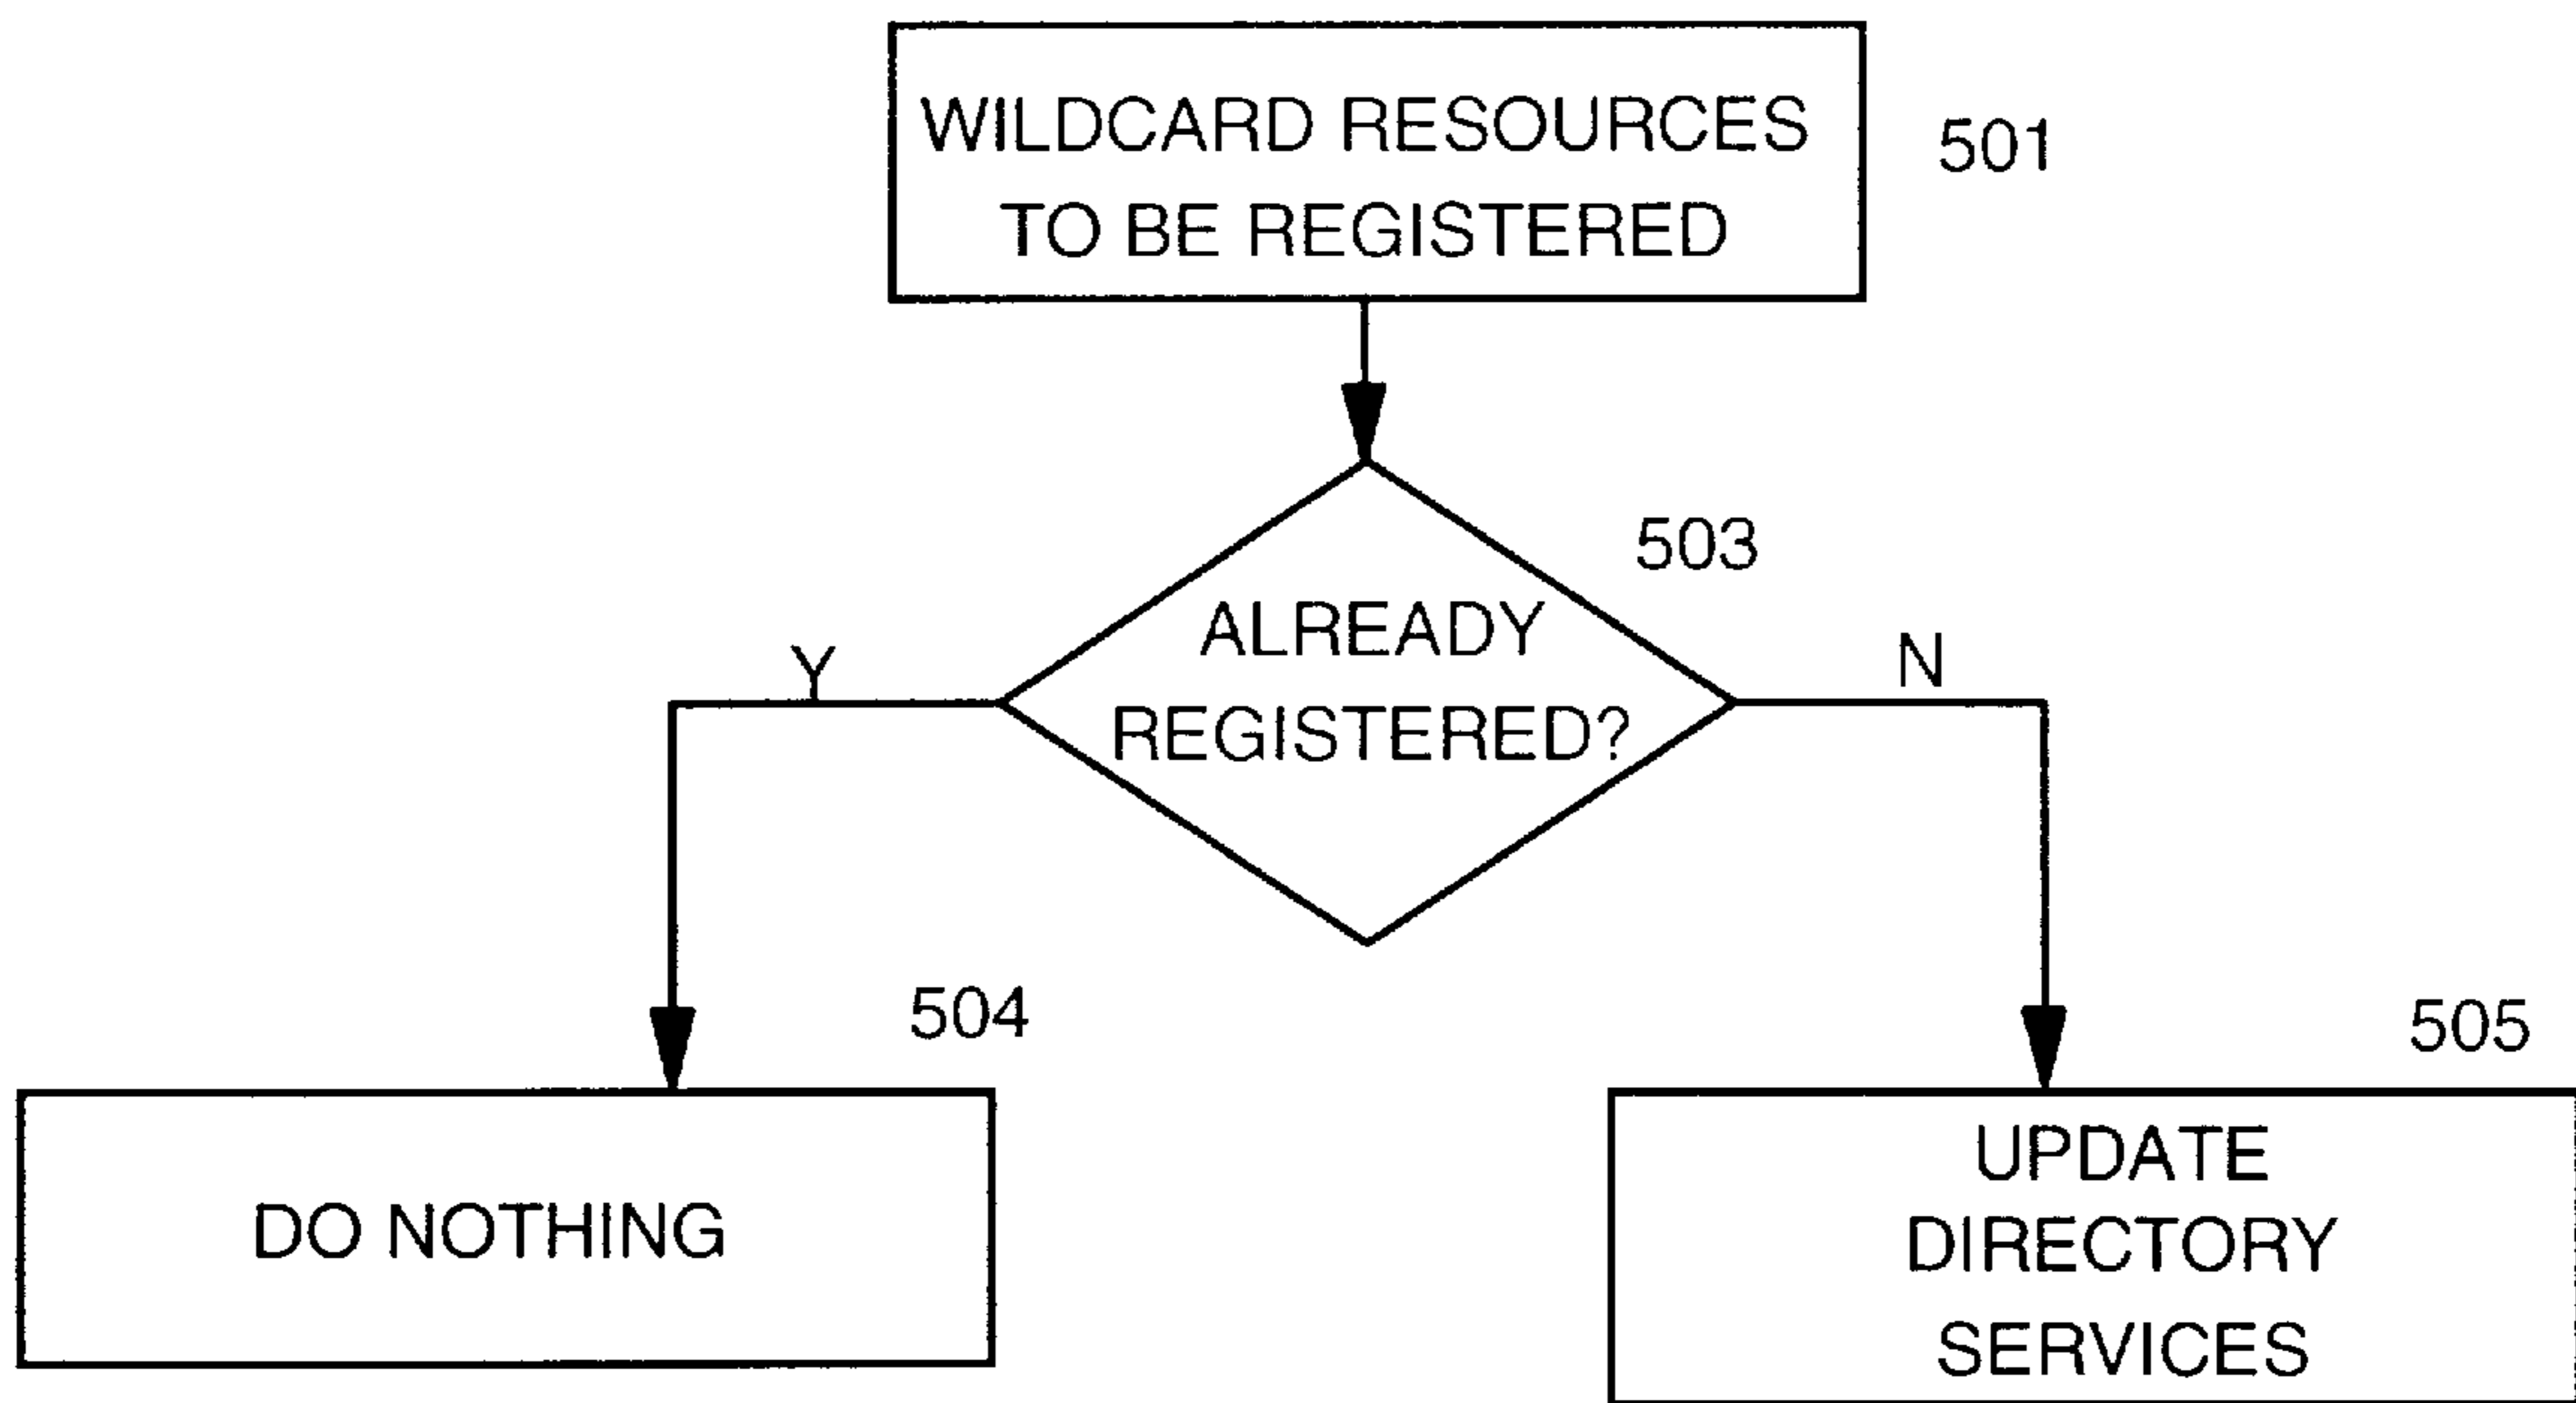 WILDCARD RESOURCES
TO BE REGISTERED
501
503
ALREADY
REGISTERED?
Y
N
504
DO NOTHING
505
UPDATE
DIRECTORY
SERVICES